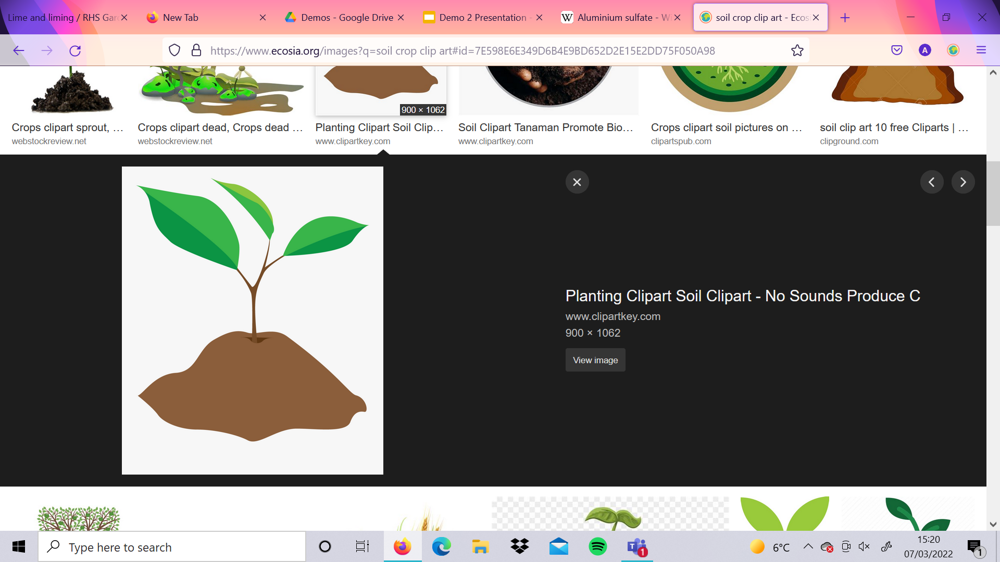 Lime and liming / RHS Gar
New Tab
Demos - Google Drive
Demo 2 Presentation
Aluminium sulfate - Wi
soil crop clip art - Ecos
https://www.ecosia.org/images?q=soil crop clip art#id=7E598E6E349D6B4E9BD652D2E15E2DD75F050A98
A
900 × 1062
Crops clipart sprout, …
Crops clipart dead, Crops dead …
Planting Clipart Soil Clip…
Soil Clipart Tanaman Promote Bio…
Crops clipart soil pictures on …
soil clip art 10 free Cliparts | …
webstockreview.net
webstockreview.net
www.clipartkey.com
www.clipartkey.com
clipartspub.com
clipground.com
Planting Clipart Soil Clipart - No Sounds Produce C
www.clipartkey.com
900 × 1062
View image
Type here to search
T
1
6°C
15:20
07/03/2022
1